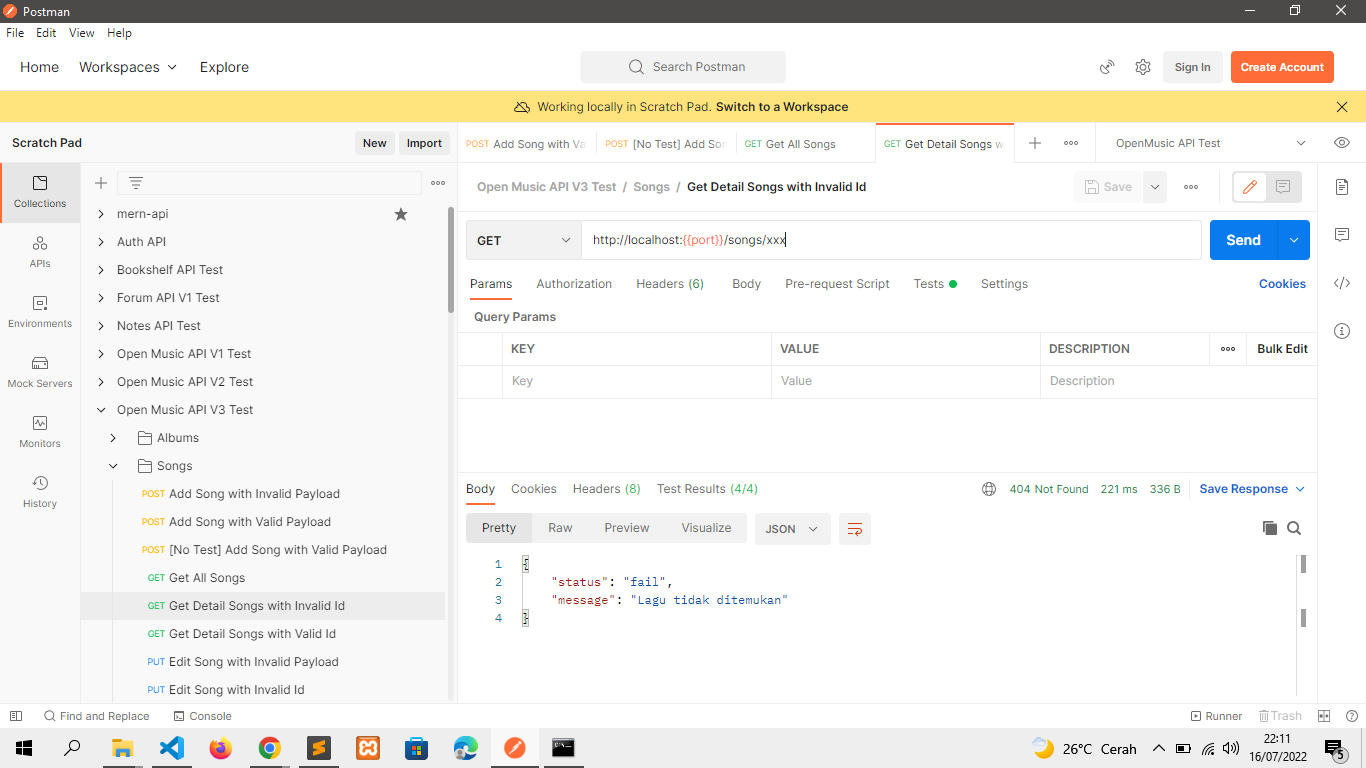 Postman
File Edit View Help
Home Workspaces Explore
Search Postman
Sign In
Create Account
Working locally in Scratch Pad. Switch to a Workspace
Scratch Pad
New
Import
POST Add Song with Va
POST [No Test] Add Son
GET Get All Songs
GET Get Detail Songs w
OpenMusic API Test
Collections
APIs
Environments
Mock Servers
Monitors
History
mern-api
Auth API
Bookshelf API Test
Forum API V1 Test
Notes API Test
Open Music API V1 Test
Open Music API V2 Test
Open Music API V3 Test
Albums
Songs
POST Add Song with Invalid Payload
POST Add Song with Valid Payload
POST [No Test] Add Song with Valid Payload
GET Get All Songs
GET Get Detail Songs with Invalid Id
GET Get Detail Songs with Valid Id
PUT Edit Song with Invalid Payload
PUT Edit Song with Invalid Id
Open Music API V3 Test / Songs / Get Detail Songs with Invalid Id
Save
GET
http://localhost:{{port}}/songs/xxx
Send
Params Authorization Headers (6) Body Pre-request Script Tests Settings
Cookies
Query Params
KEY VALUE DESCRIPTION
Bulk Edit
Key Value Description
Body Cookies Headers (8) Test Results (4/4)
404 Not Found 221 ms 336 B
Save Response
Pretty Raw Preview Visualize
JSON
1 {
2 "status": "fail",
3 "message": "Lagu tidak ditemukan"
4 }
Find and Replace
Console
Runner
Trash
26°C Cerah
22:11
16/07/2022
5